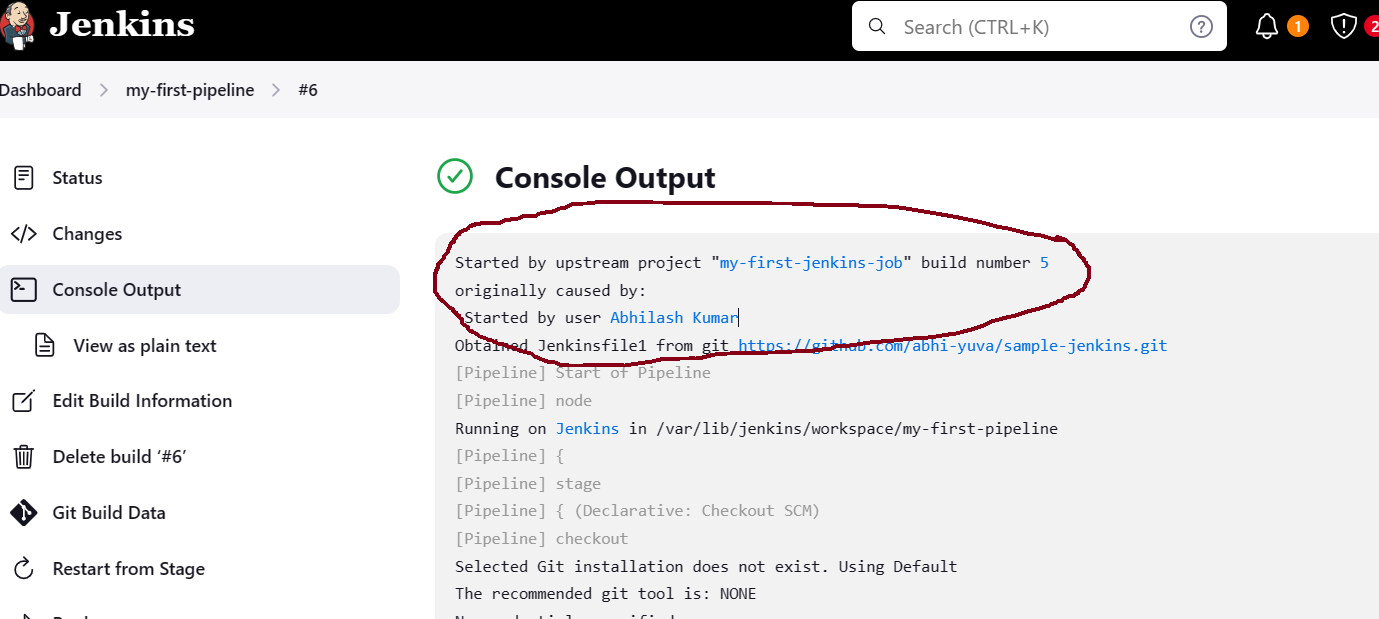 Jenkins
Search (CTRL+K)
?
1
2
Dashboard > my-first-pipeline > #6
Status
Changes
Console Output
View as plain text
Edit Build Information
Delete build ‘#6’
Git Build Data
Restart from Stage
Console Output
Started by upstream project "my-first-jenkins-job" build number 5
originally caused by:
Started by user Abhilash Kumar
Obtained Jenkinsfile1 from git https://github.com/abhi-yuva/sample-jenkins.git
[Pipeline] Start of Pipeline
[Pipeline] node
Running on Jenkins in /var/lib/jenkins/workspace/my-first-pipeline
[Pipeline] {
[Pipeline] stage
[Pipeline] { (Declarative: Checkout SCM)
[Pipeline] checkout
Selected Git installation does not exist. Using Default
The recommended git tool is: NONE